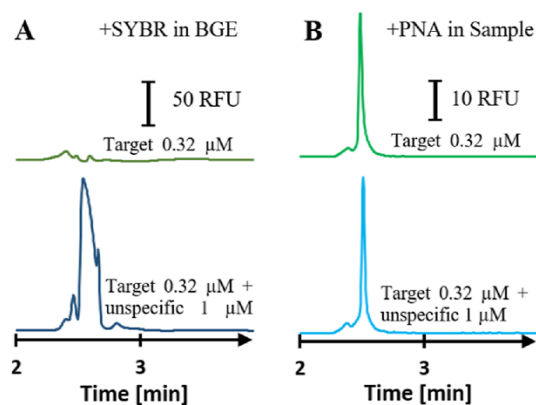 A
+SYBR in BGE
50 RFU
Target 0.32 µM
Target 0.32 µM +
unspecific 1 µM
2
3
Time [min]
B
+PNA in Sample
10 RFU
Target 0.32 µM
Target 0.32 µM +
unspecific 1 µM
2
3
Time [min]